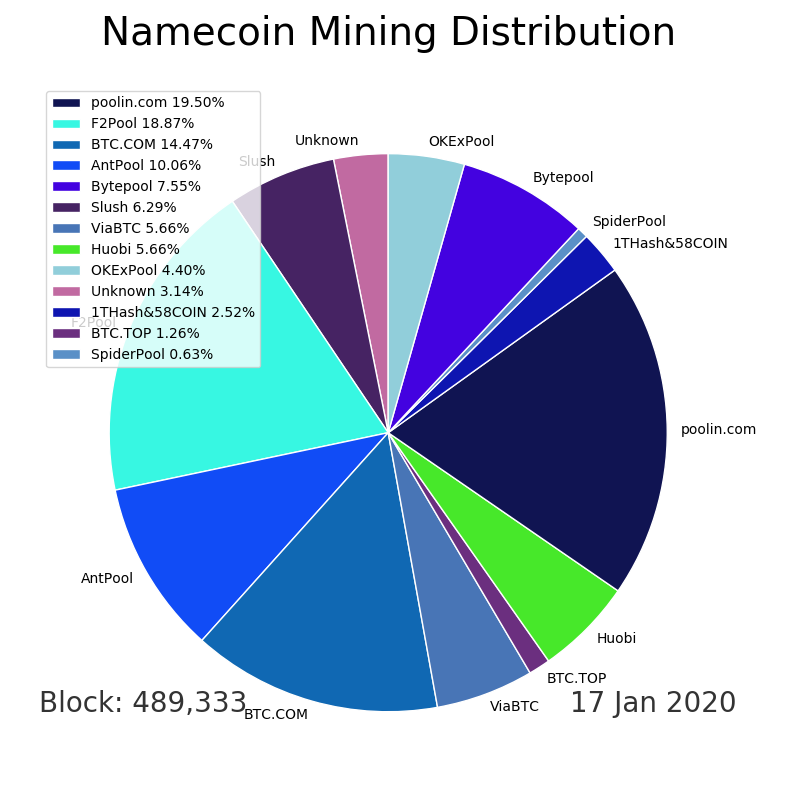 Namecoin Mining Distribution
poolin.com 19.50%
F2Pool 18.87%
BTC.COM 14.47%
AntPool 10.06%
Bytepool 7.55%
Slush 6.29%
ViaBTC 5.66%
Huobi 5.66%
OKExPool 4.40%
Unknown 3.14%
1THash&58COIN 2.52%
BTC.TOP 1.26%
SpiderPool 0.63%
Unknown
OKExPool
Slush
Bytepool
SpiderPool
1THash&58COIN
F2Pool
poolin.com
AntPool
Huobi
BTC.TOP
ViaBTC
BTC.COM
Block: 489,333
17 Jan 2020